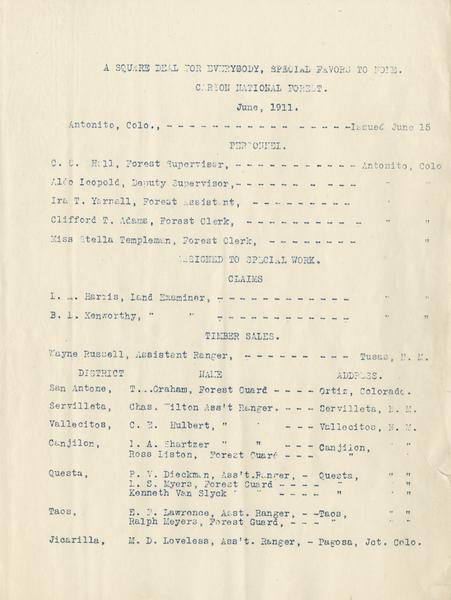 A SQUARE DEAL FOR EVERYBODY, SPECIAL FAVORS TO NONE.
CARSON NATIONAL FOREST.
June, 1911.
Antonito, Colo., - - - - - - - - - - - - - - - - - -Issued June 15
PERSONNEL.
C. C. Hall, Forest Supervisor, - - - - - - - - - - - Antonito, Colo
Aldo Leopold, Deputy Supervisor,- - - - - - - - - " "
Ira T. Yarnall, Forest Assistant, - - - - - - - - - " "
Clifford T. Adams, Forest Clerk, - - - - - - - - - " "
Miss Stella Templeman, Forest Clerk, - - - - - - - - " "
ASSIGNED TO SPECIAL WORK.
CLAIMS
L. Harris, Land Examiner, - - - - - - - - - - - - " "
B. L. Kenworthy, " " - - - - - - - - - - - - " "
TIMBER SALES.
Wayne Russell, Assistant Ranger, - - - - - - - - - Tusas, N. M.
DISTRICT NAME ADDRESS.
San Antone, T...Graham, Forest Guard - - - - Ortiz, Colorado.
Servilleta, Chas. Tilton Ass't Ranger. - - - Servilleta, N. M.
Vallecitos, C. E. Hulbert, " " - - - - Vallecitos, N. M.
Canjilon, L. A. Shartzer " " - - - - Canjilon, " "
Ross Liston, Forest Guard - - - - " "
Questa, P. V. Dieckman, Ass't.Ranger, - Questa, " "
L. S. Myers, Forest Guard - - - - " " "
Kenneth Van Slyck " " - - - - " " "
Taos, E. P. Lawrence, Asst. Ranger, - -Taos, " "
Ralph Meyers, Forest Guard, - - - " " "
Jicarilla, M. D. Loveless, Ass't. Ranger, - Pagosa, Jct. Colo.